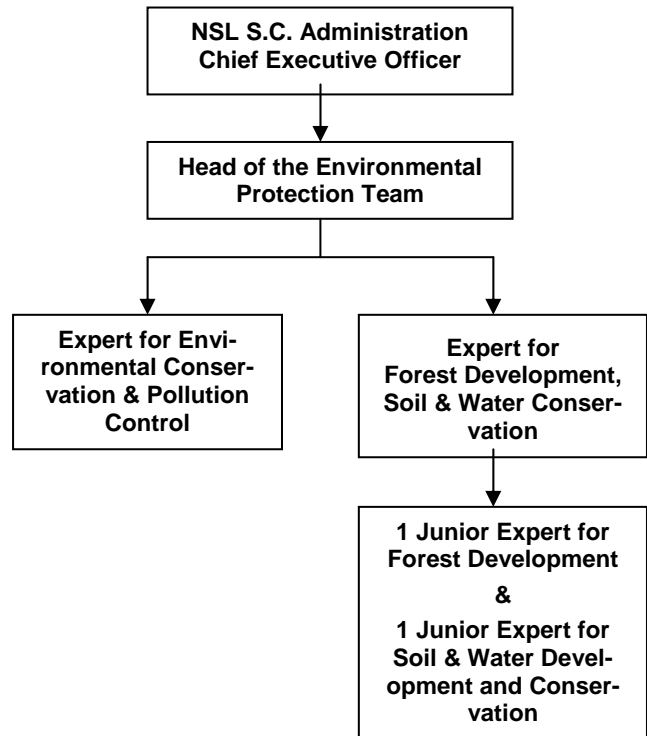 NSL S.C. Administration
Chief Executive Officer
Head of the Environmental
Protection Team
Expert for Envi-
ronmental Conser-
vation & Pollution
Control
Expert for
Forest Development,
Soil & Water Conser-
vation
1 Junior Expert for
Forest Development
&
1 Junior Expert for
Soil & Water Devel-
opment and Conser-
vation